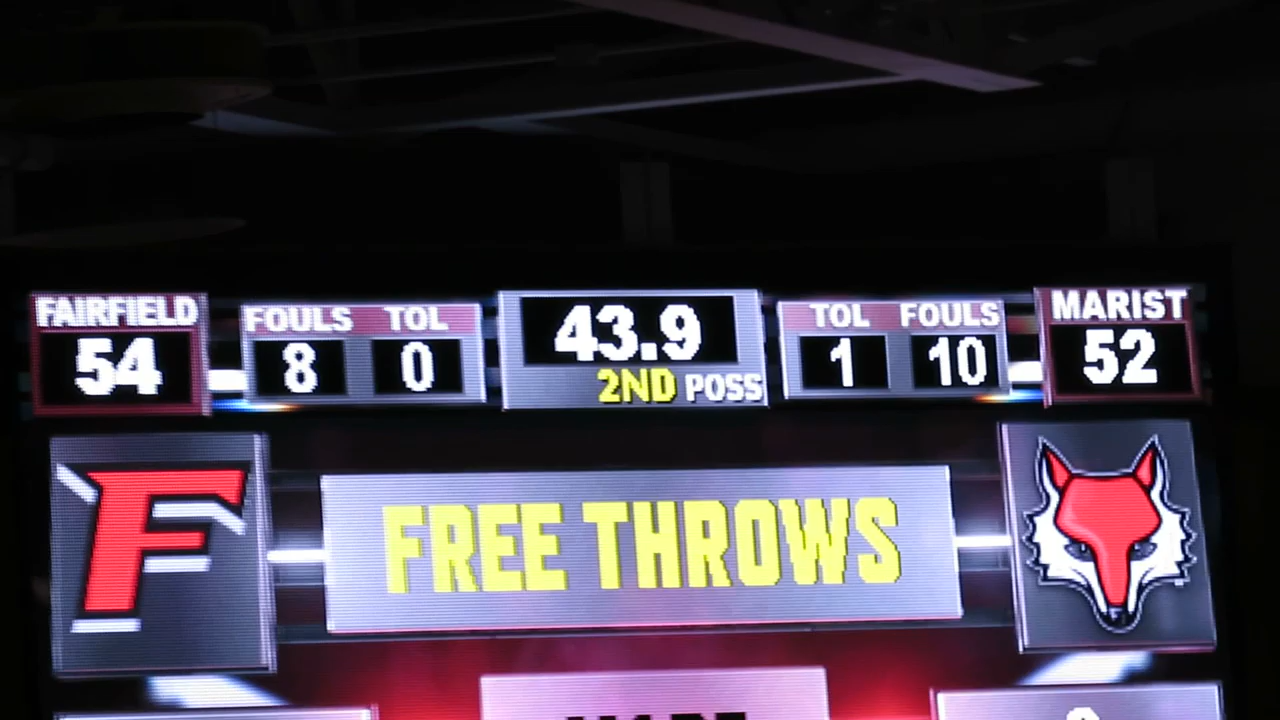 FAIRFIELD
54
FOULS TOL
8 0
43.9
2ND POSS
TOL FOULS
1 10
MARIST
52
F
FREE THROWS